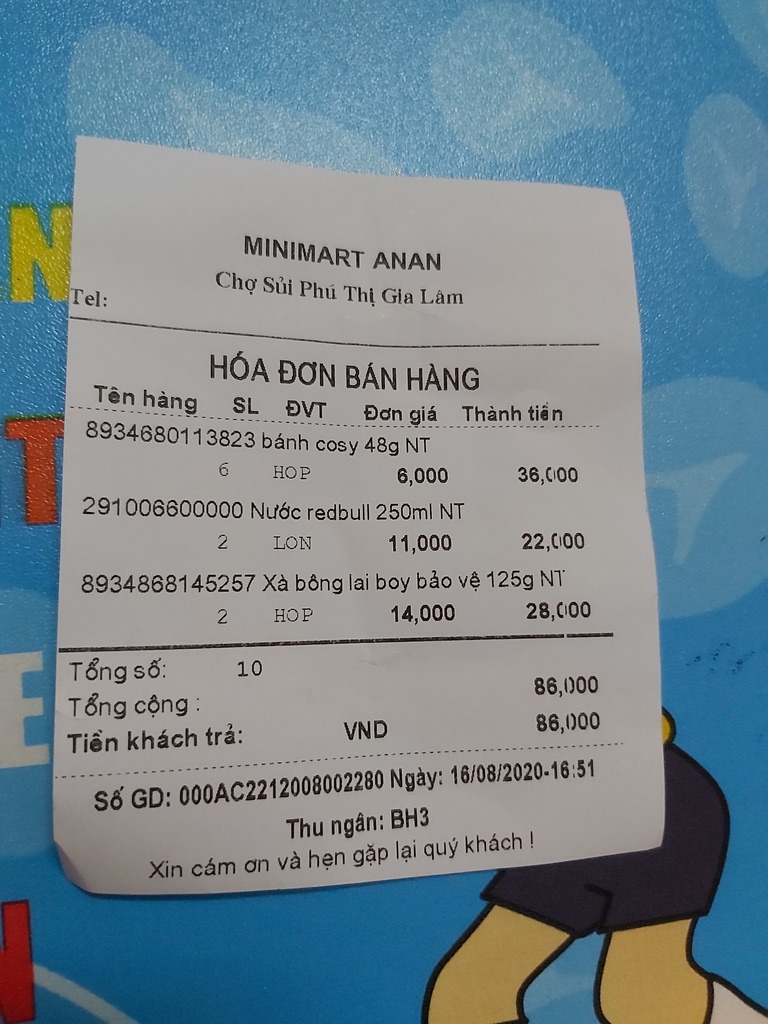 MINIMART ANAN
Chợ Sủi Phú Thị Gia Lâm
Tel:
HÓA ĐƠN BÁN HÀNG
Tên hàng SL ĐVT Đơn giá Thành tiền
8934680113823 bánh cosy 48g NT
6 HOP 6,000 36,000
291006600000 Nước redbull 250ml NT
2 LON 11,000 22,000
8934868145257 Xà bông lai boy bảo vệ 125g NT
2 HOP 14,000 28,000
Tổng số: 10
Tổng cộng : 86,000
Tiền khách trả: VND 86,000
Số GD: 000AC2212008002280 Ngày: 16/08/2020-16:51
Thu ngân: BH3
Xin cám ơn và hẹn gặp lại quý khách !